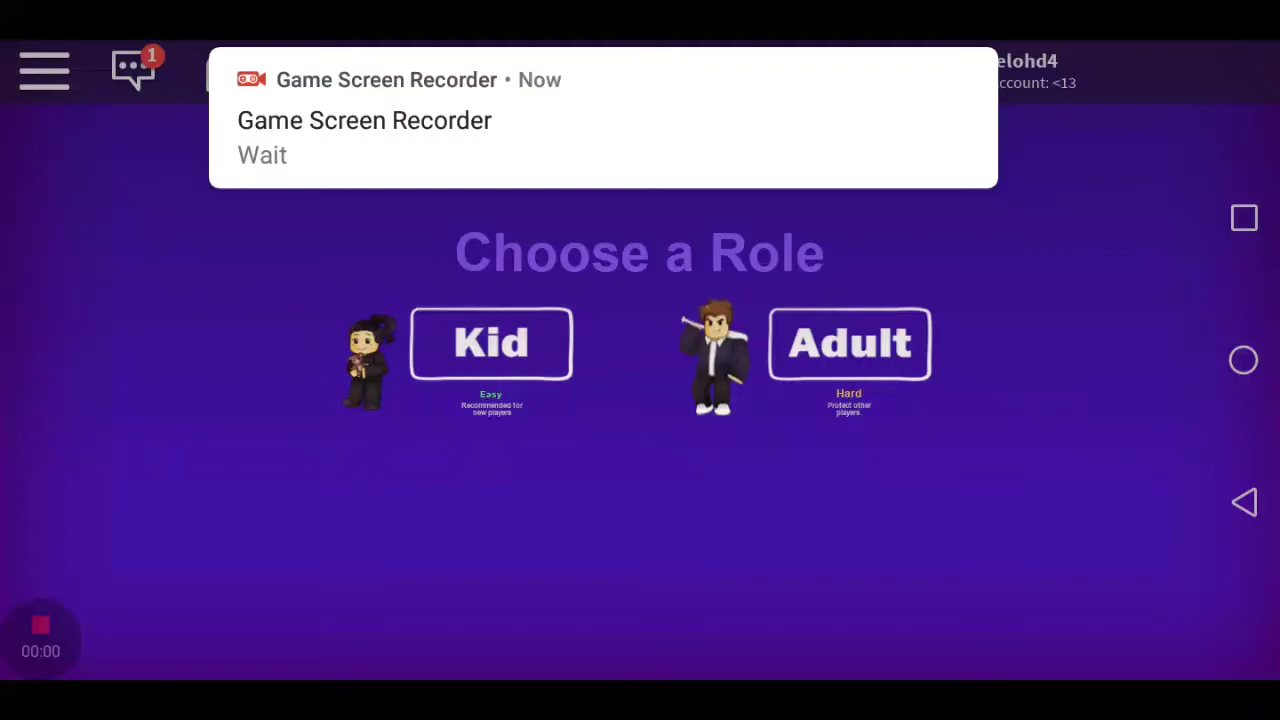 1
Game Screen Recorder • Now
Game Screen Recorder
Wait
elohd4
ccount: <13
Choose a Role
Kid
Easy
Recommended for
new players
Adult
Hard
Protect other
players.
00:00